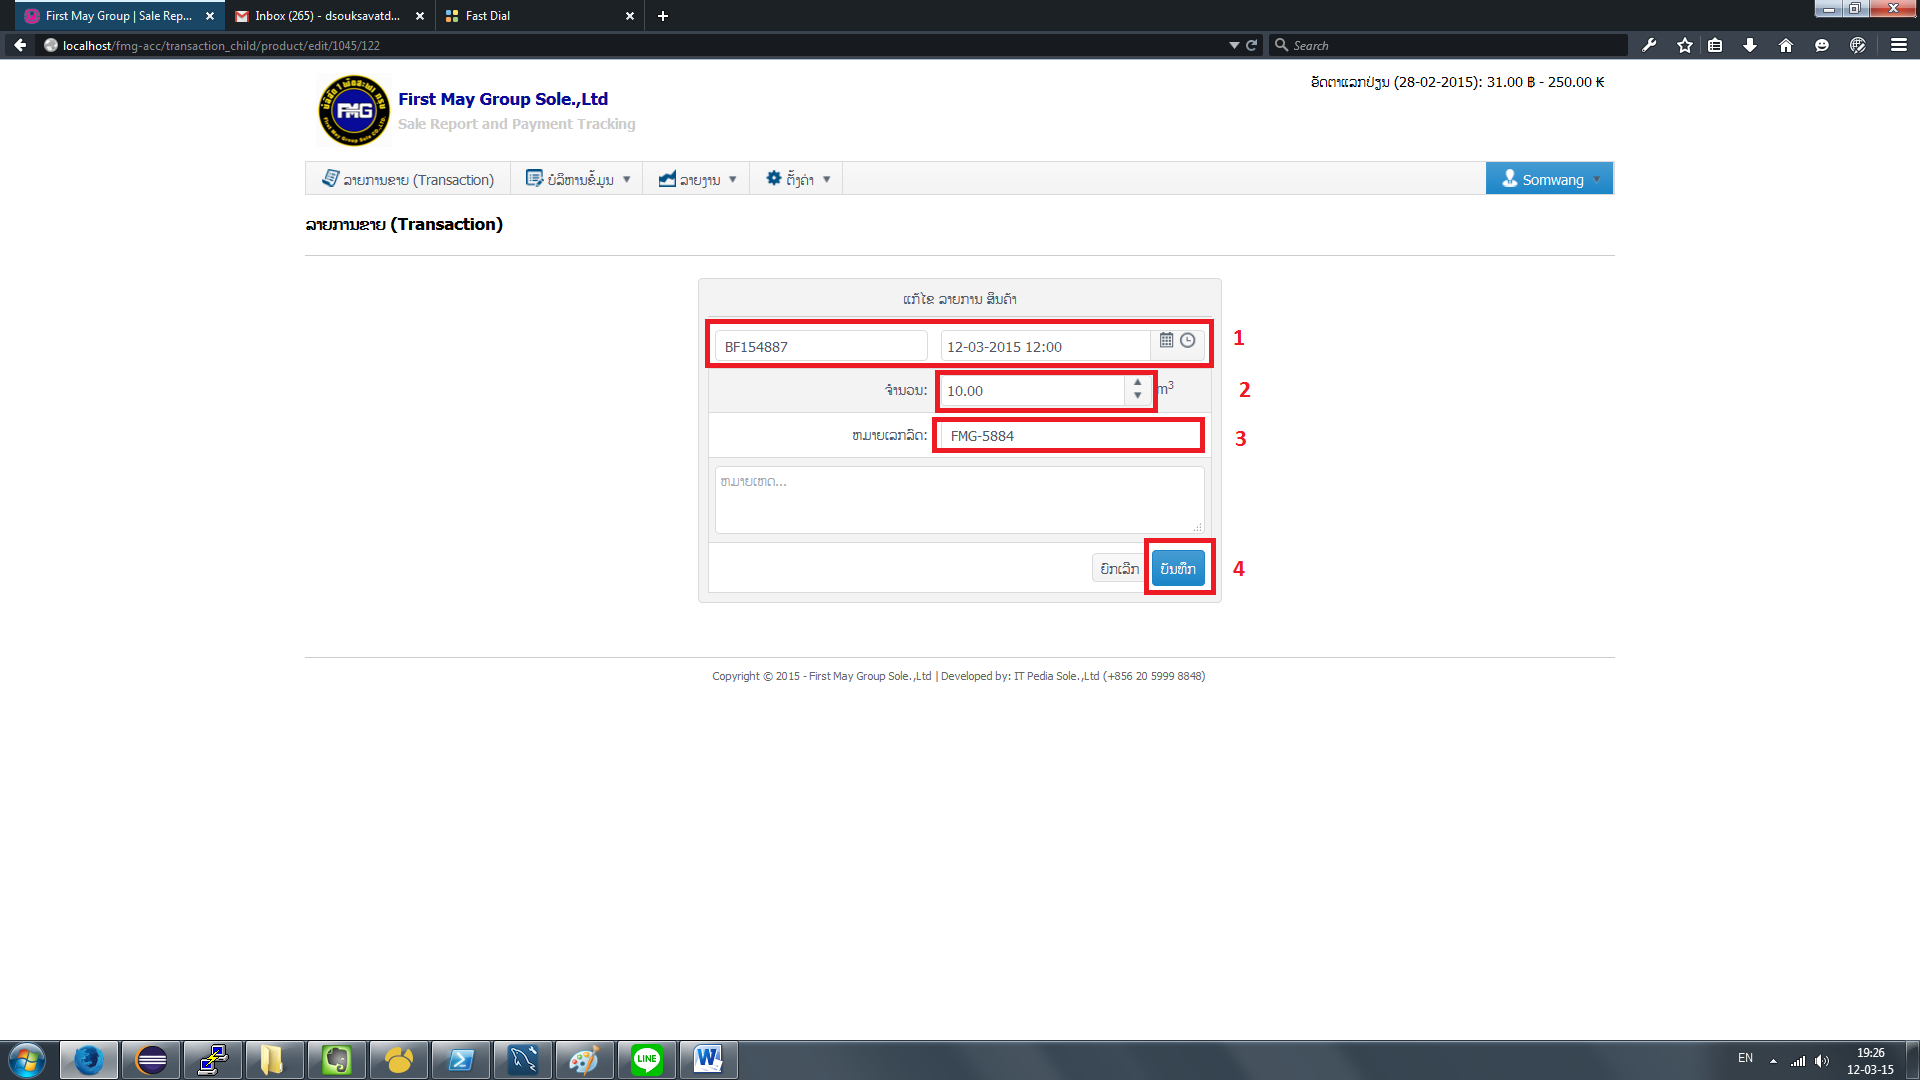 First May Group | Sale Rep...
Inbox (265) - dsouksavatd...
Fast Dial
localhost/fmg-acc/transaction_child/product/edit/1045/122
Search
ອັດຕາແລກປ່ຽນ (28-02-2015): 31.00 ฿ - 250.00 ₭
FMG
First May Group Sole.,Ltd
Sale Report and Payment Tracking
ລາຍການຂາຍ (Transaction)
ບໍລິຫານຂໍ້ມູນ
ລາຍງານ
ຕັ້ງຄ່າ
Somwang
ລາຍການຂາຍ (Transaction)
ແກ້ໄຂ ລາຍການ ສິນຄ້າ
BF154887
12-03-2015 12:00
1
ຈຳນວນ:
10.00
m³
2
ຫມາຍເລກລົດ:
FMG-5884
3
ຫມາຍເຫດ...
ຍົກເລີກ
ບັນທຶກ
4
Copyright © 2015 - First May Group Sole.,Ltd | Developed by: IT Pedia Sole.,Ltd (+856 20 5999 8848)
LINE
EN
19:26
12-03-15